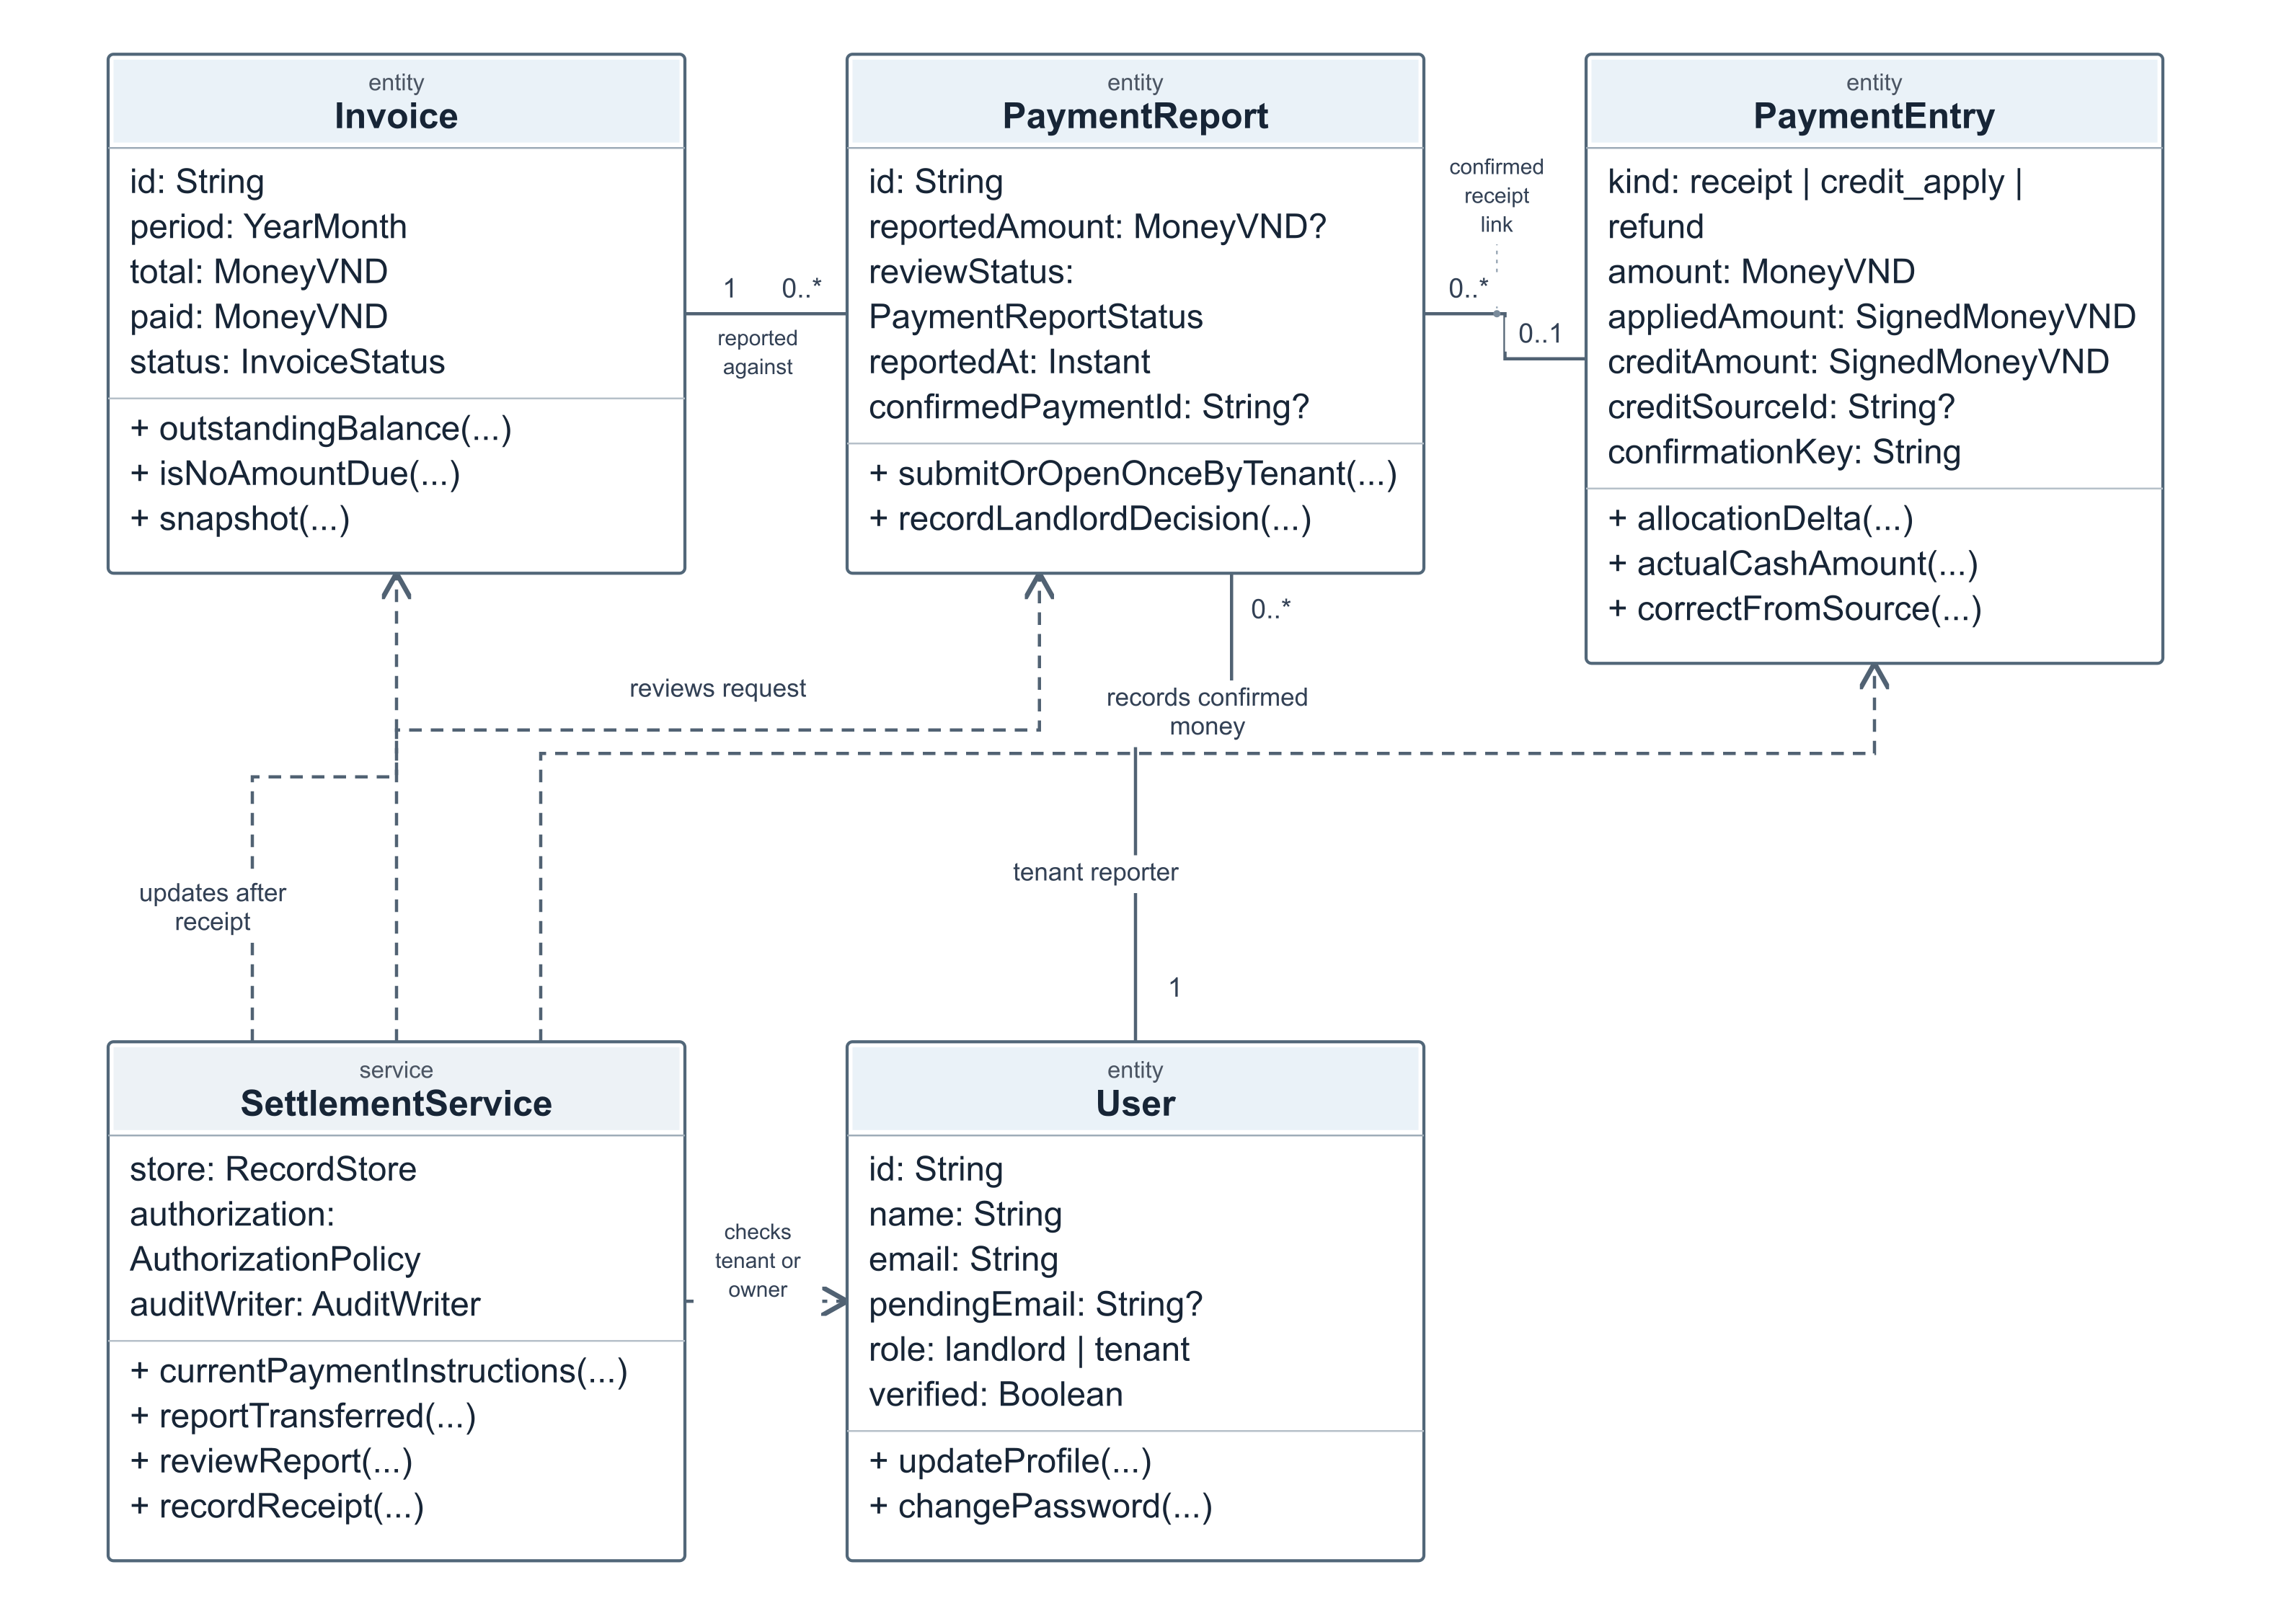 entity
Invoice
id: String
period: YearMonth
total: MoneyVND
paid: MoneyVND
status: InvoiceStatus
+ outstandingBalance(...)
+ isNoAmountDue(...)
+ snapshot(...)
1
0..*
reported
against
entity
PaymentReport
id: String
reportedAmount: MoneyVND?
reviewStatus:
PaymentReportStatus
reportedAt: Instant
confirmedPaymentId: String?
+ submitOrOpenOnceByTenant(...)
+ recordLandlordDecision(...)
confirmed
receipt
link
0..*
0..1
entity
PaymentEntry
kind: receipt | credit_apply |
refund
amount: MoneyVND
appliedAmount: SignedMoneyVND
creditAmount: SignedMoneyVND
creditSourceId: String?
confirmationKey: String
+ allocationDelta(...)
+ actualCashAmount(...)
+ correctFromSource(...)
0..*
reviews request
records confirmed
money
tenant reporter
updates after
receipt
1
service
SettlementService
store: RecordStore
authorization:
AuthorizationPolicy
auditWriter: AuditWriter
+ currentPaymentInstructions(...)
+ reportTransferred(...)
+ reviewReport(...)
+ recordReceipt(...)
checks
tenant or
owner
entity
User
id: String
name: String
email: String
pendingEmail: String?
role: landlord | tenant
verified: Boolean
+ updateProfile(...)
+ changePassword(...)